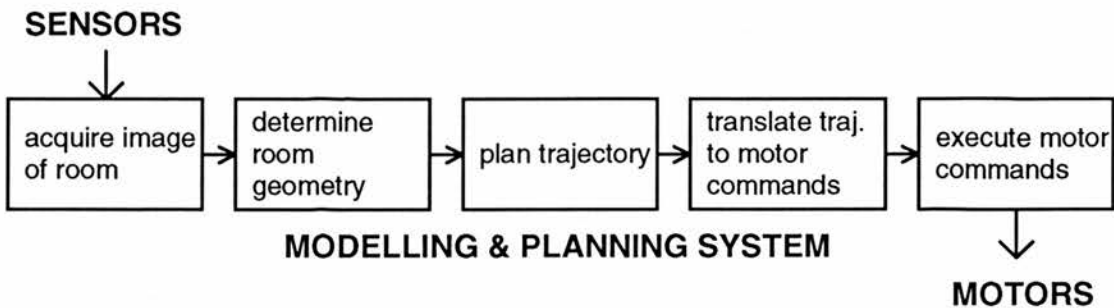 SENSORS
acquire image
of room
determine
room
geometry
plan trajectory
translate traj.
to motor
commands
execute motor
commands
MODELLING & PLANNING SYSTEM
MOTORS